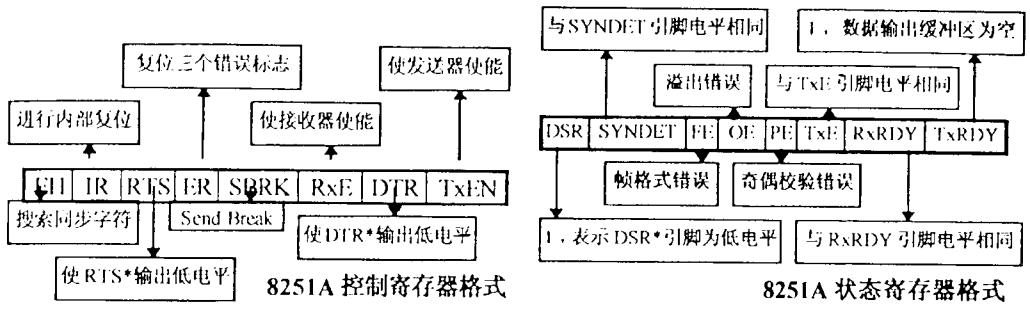 复位三个错误标志
使发送器使能
进行内部复位
使接收器使能
EH IR RTS ER SBRK RxE DTR TxEN
搜索同步字符
Send Break
使DTR*输出低电平
使RTS*输出低电平
8251A 控制寄存器格式
与SYNDET引脚电平相同
1，数据输出缓冲区为空
溢出错误
与TxE引脚电平相同
DSR SYNDET FE OE PE TxE RxRDY TxRDY
帧格式错误
奇偶校验错误
1，表示DSR*引脚为低电平
与RxRDY引脚电平相同
8251A 状态寄存器格式